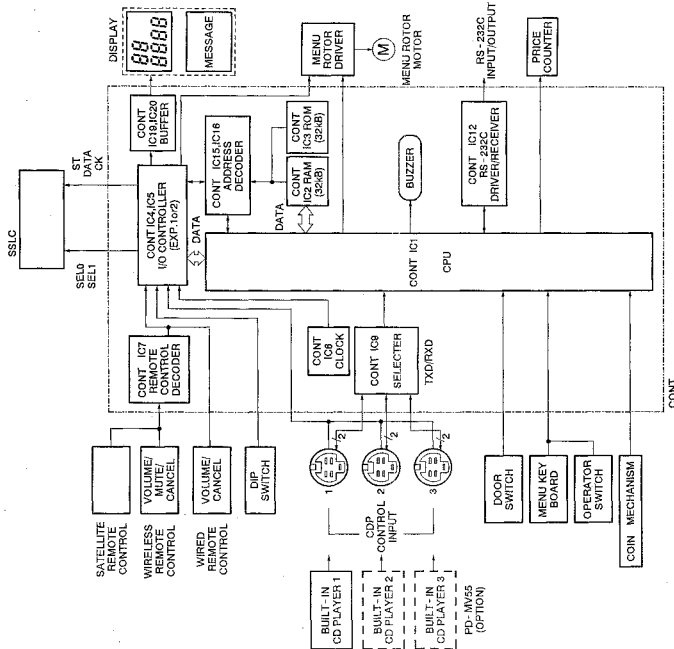 SSLC
SEL0
SEL1
ST
DATA
CK
DISPLAY
88
8888
MESSAGE
CONT
IC19,IC20
BUFFER
MENU
ROTOR
DRIVER
M
MENU ROTOR
MOTOR
RS-232C
INPUT/OUTPUT
PRICE
COUNTER
CONT IC4,IC5
I/O CONTROLLER
(EXP.1or2)
CONT IC15,IC16
ADDRESS
DECODER
CONT
IC3 ROM
(32kB)
CONT
IC2 RAM
(32kB)
DATA
DATA
BUZZER
CONT IC12
RS-232C
DRIVER/RECEIVER
CONT IC1
CPU
CONT IC7
REMOTE
CONTROL
DECODER
CONT
IC6
CLOCK
CONT IC9
SELECTER
TXD/RXD
CONT
SATELLITE
REMOTE
CONTROL
VOLUME/
MUTE/
CANCEL
WIRELESS
REMOTE
CONTROL
VOLUME/
CANCEL
WIRED
REMOTE
CONTROL
DIP
SWITCH
1
2
2
2
3
2
CDP
CONTROL
INPUT
BUILT-IN
CD PLAYER 1
BUILT-IN
CD PLAYER 2
BUILT-IN
CD PLAYER 3
PD-MV55
(OPTION)
DOOR
SWITCH
MENU KEY
BOARD
OPERATOR
SWITCH
COIN MECHANISM